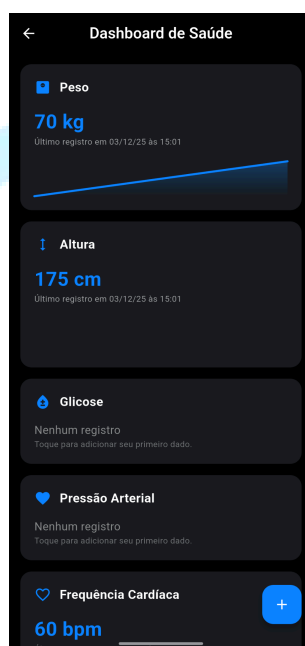 Dashboard de Saúde
Peso
70 kg
Último registro em 03/12/25 às 15:01
Altura
175 cm
Último registro em 03/12/25 às 15:01
Glicose
Nenhum registro
Toque para adicionar seu primeiro dado.
Pressão Arterial
Nenhum registro
Toque para adicionar seu primeiro dado.
Frequência Cardíaca
60 bpm